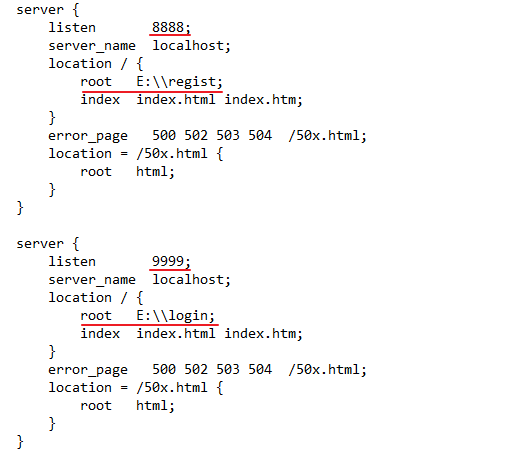 server {
    listen       8888;
    server_name  localhost;
    location / {
        root   E:\\regist;
        index  index.html index.htm;
    }
    error_page   500 502 503 504  /50x.html;
    location = /50x.html {
        root   html;
    }
}

server {
    listen       9999;
    server_name  localhost;
    location / {
        root   E:\\login;
        index  index.html index.htm;
    }
    error_page   500 502 503 504  /50x.html;
    location = /50x.html {
        root   html;
    }
}